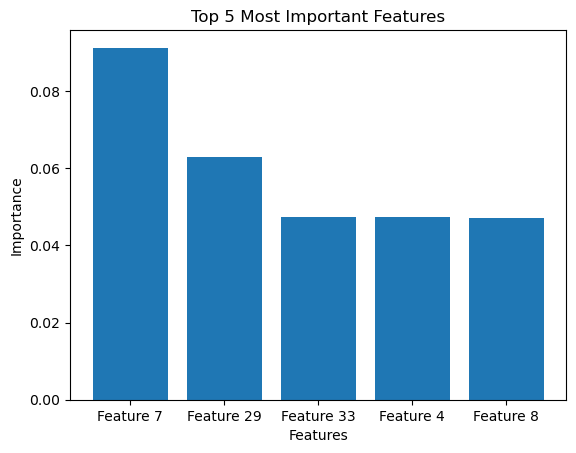 Top 5 Most Important Features
Importance
0.08
0.06
0.04
0.02
0.00
Feature 7 Feature 29 Feature 33 Feature 4 Feature 8
Features